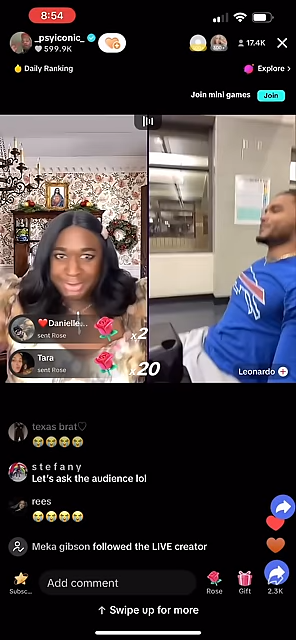 8:54
_psyiconic_
599.9K
17.4K
Daily Ranking
Explore >
Join mini games
Join
❤️Danielle...
sent Rose
x2
Tara
sent Rose
x20
Leonardo
texas brat♡
😭😭😭😭
s t e f a n y
Let's ask the audience lol
rees
😭😭😭😭
Meka gibson followed the LIVE creator
Subsc...
Add comment
Rose
Gift
2.3K
↑ Swipe up for more